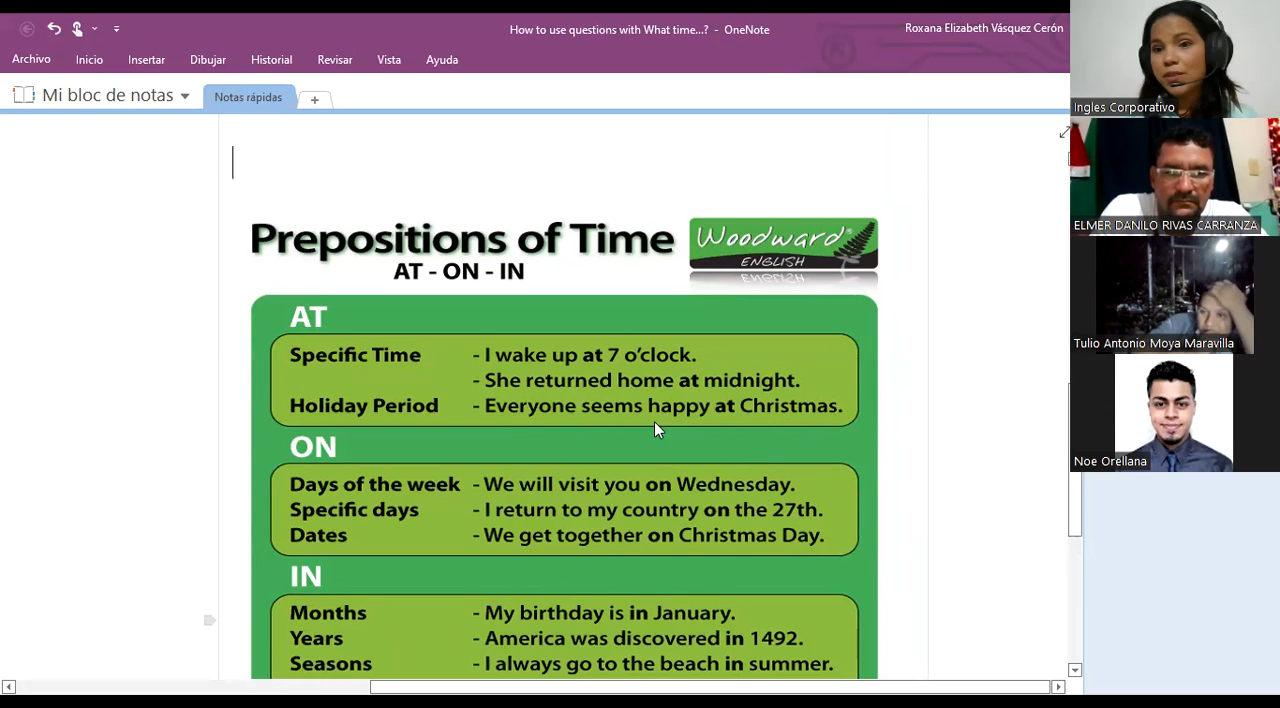 How to use questions with What time...? - OneNote
Roxana Elizabeth Vásquez Cerón
Archivo Inicio Insertar Dibujar Historial Revisar Vista Ayuda
Mi bloc de notas
Notas rápidas
Prepositions of Time
AT - ON - IN
Woodward®
ENGLISH
AT
Specific Time - I wake up at 7 o'clock.
- She returned home at midnight.
Holiday Period - Everyone seems happy at Christmas.
ON
Days of the week - We will visit you on Wednesday.
Specific days - I return to my country on the 27th.
Dates - We get together on Christmas Day.
IN
Months - My birthday is in January.
Years - America was discovered in 1492.
Seasons - I always go to the beach in summer.
Ingles Corporativo
ELMER DANILO RIVAS CARRANZA
Tulio Antonio Moya Maravilla
Noe Orellana